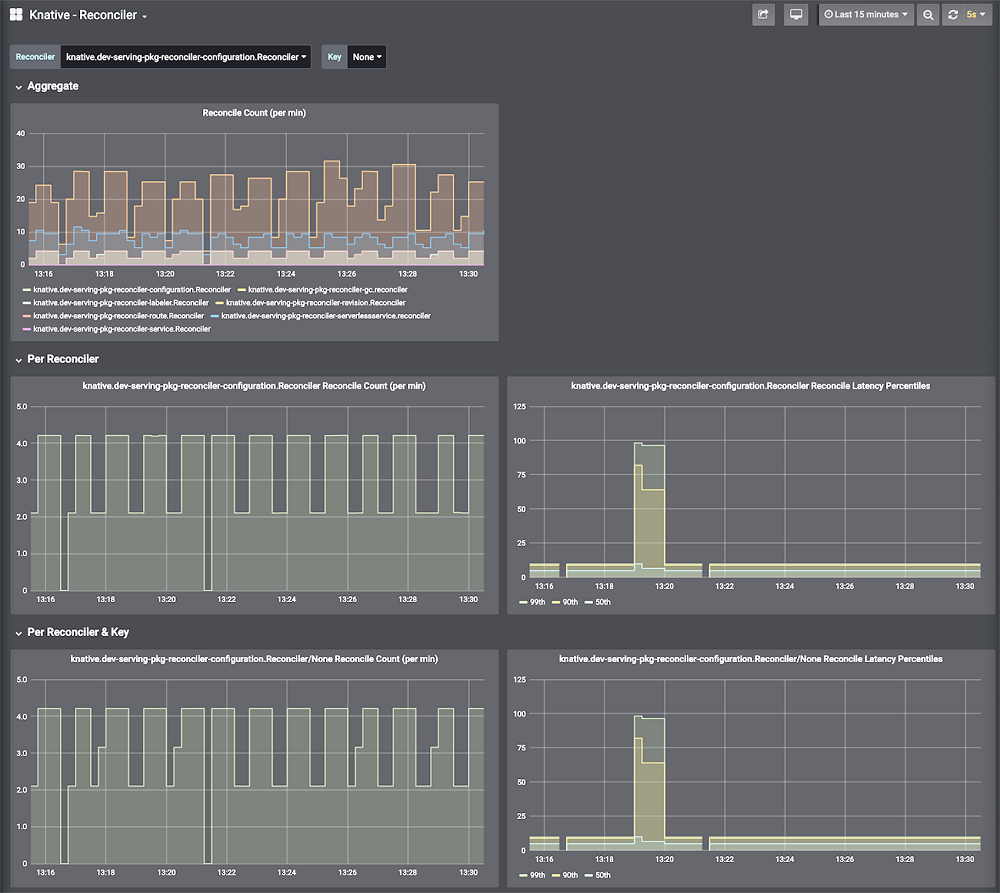 Knative - Reconciler
Last 15 minutes 5s
Reconciler knative.dev-serving-pkg-reconciler-configuration.Reconciler Key None
Aggregate
Reconcile Count (per min)
40
30
20
10
0
13:16 13:18 13:20 13:22 13:24 13:26 13:28 13:30
knative.dev-serving-pkg-reconciler-configuration.Reconciler knative.dev-serving-pkg-reconciler-gc.reconciler
knative.dev-serving-pkg-reconciler-labeler.Reconciler knative.dev-serving-pkg-reconciler-revision.Reconciler
knative.dev-serving-pkg-reconciler-route.Reconciler knative.dev-serving-pkg-reconciler-serverlessservice.reconciler
knative.dev-serving-pkg-reconciler-service.Reconciler
Per Reconciler
knative.dev-serving-pkg-reconciler-configuration.Reconciler Reconcile Count (per min)
5.0
4.0
3.0
2.0
1.0
0
13:16 13:18 13:20 13:22 13:24 13:26 13:28 13:30
knative.dev-serving-pkg-reconciler-configuration.Reconciler Reconcile Latency Percentiles
125
100
75
50
25
0
13:16 13:18 13:20 13:22 13:24 13:26 13:28 13:30
99th 90th 50th
Per Reconciler & Key
knative.dev-serving-pkg-reconciler-configuration.Reconciler/None Reconcile Count (per min)
5.0
4.0
3.0
2.0
1.0
0
13:16 13:18 13:20 13:22 13:24 13:26 13:28 13:30
knative.dev-serving-pkg-reconciler-configuration.Reconciler/None Reconcile Latency Percentiles
125
100
75
50
25
0
13:16 13:18 13:20 13:22 13:24 13:26 13:28 13:30
99th 90th 50th